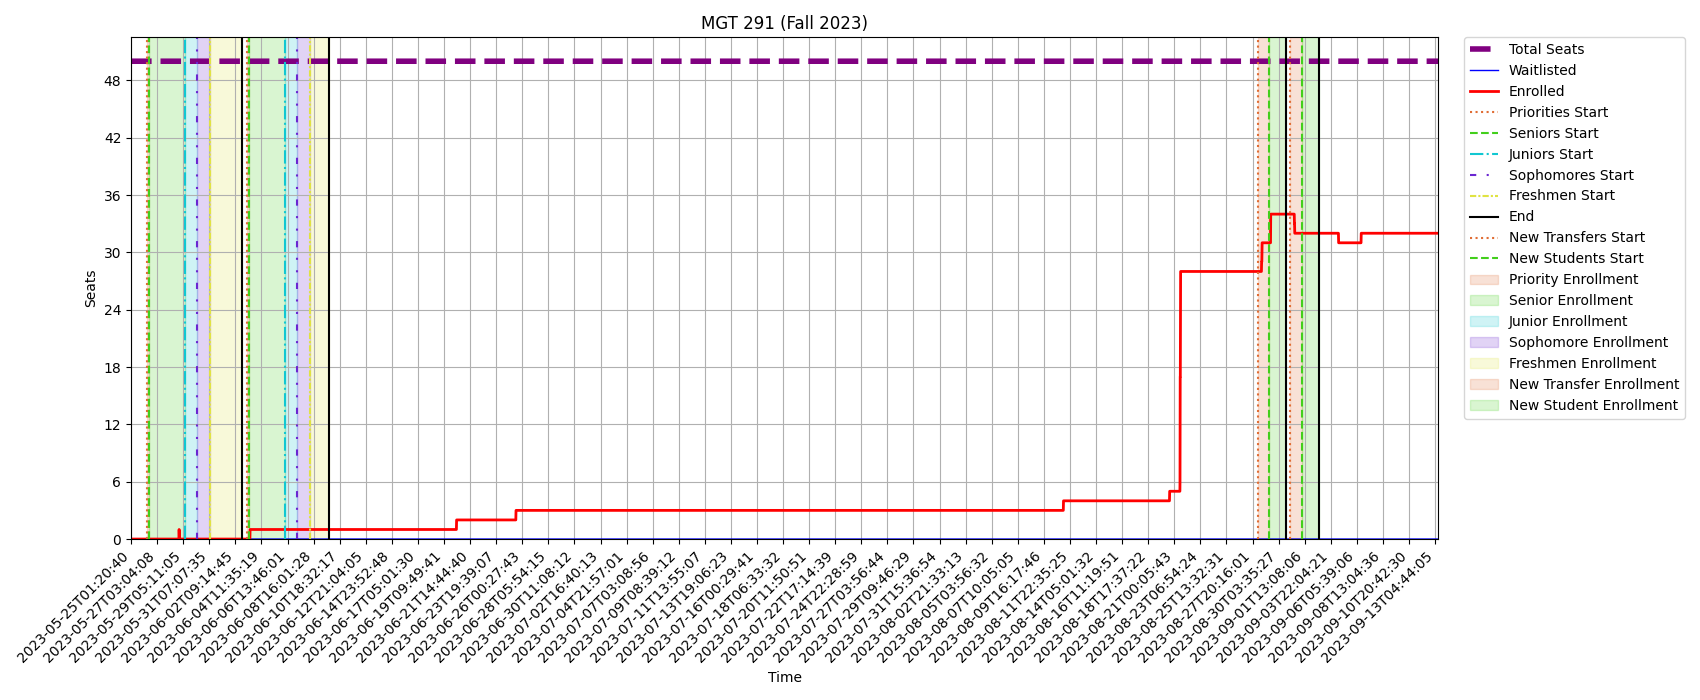 MGT 291 (Fall 2023)
Seats
48
42
36
30
24
18
12
6
0
2023-05-25T01:20:40
2023-05-27T03:04:08
2023-05-29T05:11:05
2023-05-31T07:07:35
2023-06-02T09:14:45
2023-06-04T11:35:19
2023-06-06T13:46:01
2023-06-08T16:01:28
2023-06-10T18:32:17
2023-06-12T21:04:05
2023-06-14T23:52:48
2023-06-17T05:01:30
2023-06-19T09:49:41
2023-06-21T14:44:40
2023-06-23T19:39:07
2023-06-26T00:27:43
2023-06-28T05:54:15
2023-06-30T11:08:12
2023-07-02T16:40:13
2023-07-04T21:57:01
2023-07-07T03:08:56
2023-07-09T08:39:12
2023-07-11T13:55:07
2023-07-13T19:06:23
2023-07-16T00:29:41
2023-07-18T06:33:32
2023-07-20T11:50:51
2023-07-22T17:14:39
2023-07-24T22:28:59
2023-07-27T03:56:44
2023-07-29T09:46:29
2023-07-31T15:36:54
2023-08-02T21:33:13
2023-08-05T03:56:32
2023-08-07T10:05:05
2023-08-09T16:17:46
2023-08-11T22:35:25
2023-08-14T05:01:32
2023-08-16T11:19:51
2023-08-18T17:37:22
2023-08-21T00:05:43
2023-08-23T06:54:24
2023-08-25T13:32:31
2023-08-27T20:16:01
2023-08-30T03:35:27
2023-09-01T13:08:06
2023-09-03T22:04:21
2023-09-06T05:39:06
2023-09-08T13:04:36
2023-09-10T20:42:30
2023-09-13T04:44:05
Time
Total Seats
Waitlisted
Enrolled
Priorities Start
Seniors Start
Juniors Start
Sophomores Start
Freshmen Start
End
New Transfers Start
New Students Start
Priority Enrollment
Senior Enrollment
Junior Enrollment
Sophomore Enrollment
Freshmen Enrollment
New Transfer Enrollment
New Student Enrollment